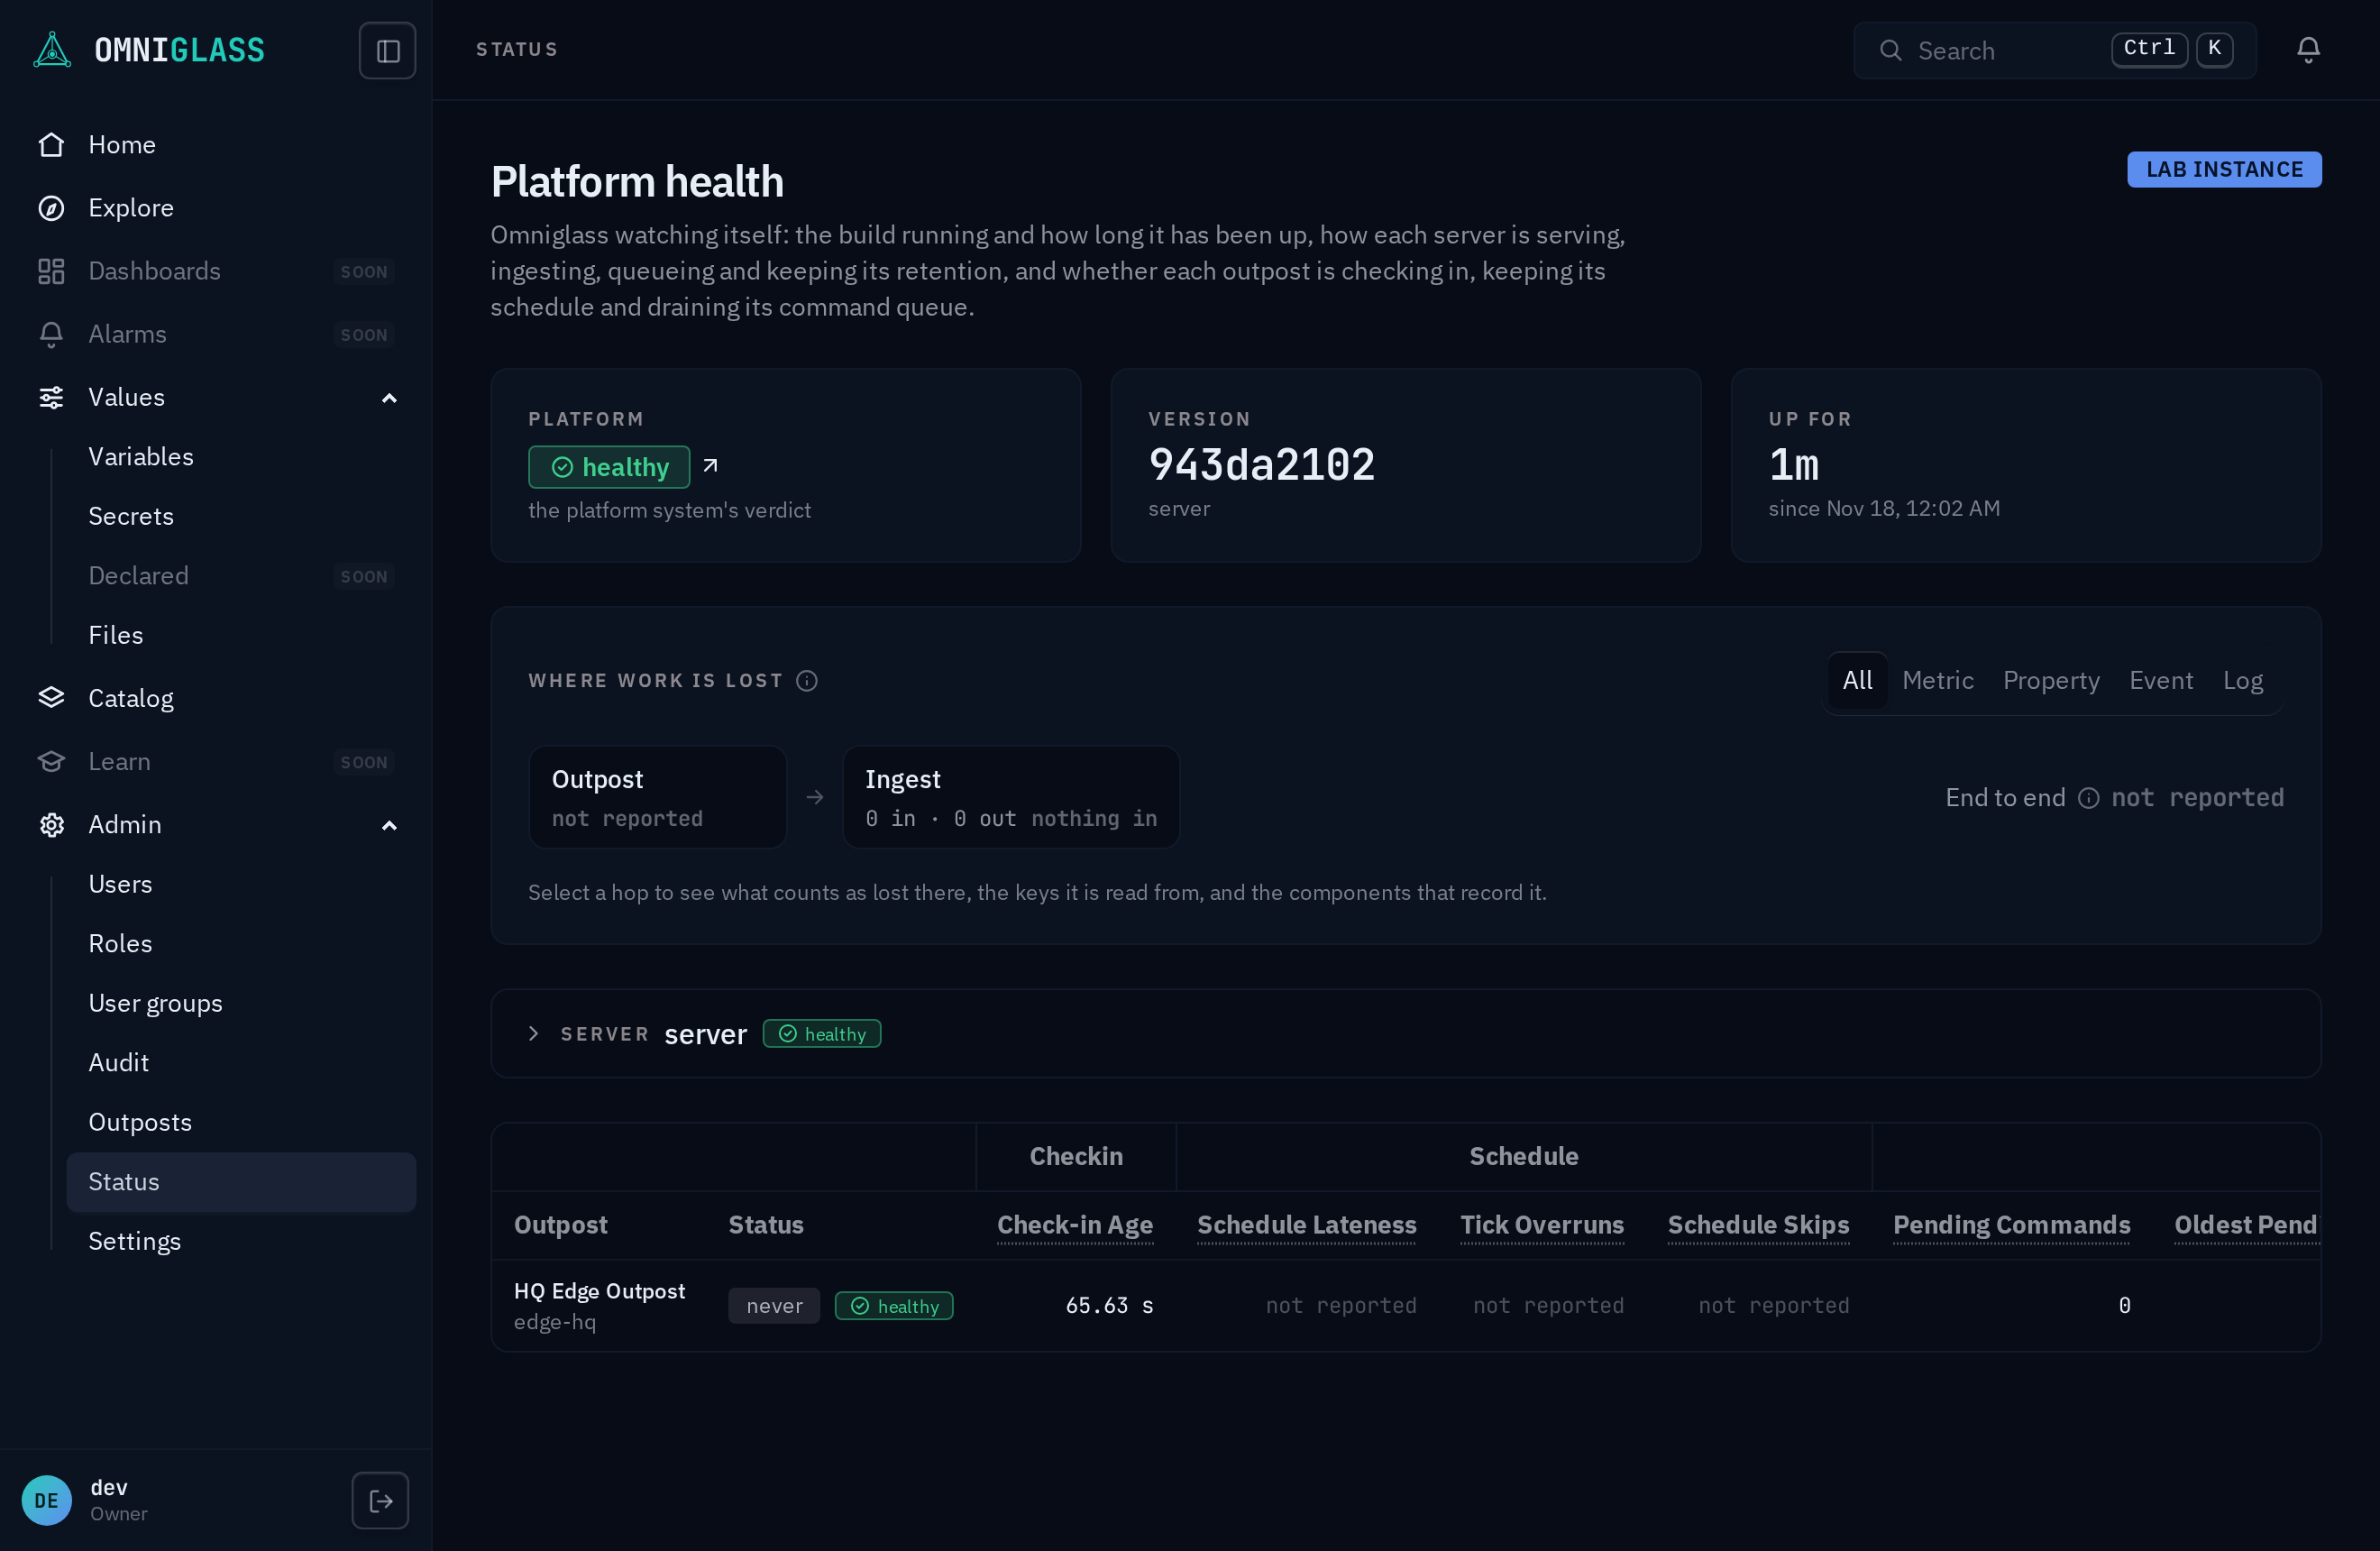 OMNIGLASS
STATUS
Search
Ctrl K
Home
Explore
Dashboards SOON
Alarms SOON
Values
Variables
Secrets
Declared SOON
Files
Catalog
Learn SOON
Admin
Users
Roles
User groups
Audit
Outposts
Status
Settings
DE
dev
Owner
Platform health
LAB INSTANCE
Omniglass watching itself: the build running and how long it has been up, how each server is serving,
ingesting, queueing and keeping its retention, and whether each outpost is checking in, keeping its
schedule and draining its command queue.
PLATFORM
healthy
the platform system's verdict
VERSION
943da2102
server
UP FOR
1m
since Nov 18, 12:02 AM
WHERE WORK IS LOST
All Metric Property Event Log
Outpost
not reported
Ingest
0 in · 0 out nothing in
End to end not reported
Select a hop to see what counts as lost there, the keys it is read from, and the components that record it.
SERVER server healthy
Checkin Schedule
Outpost Status Check-in Age Schedule Lateness Tick Overruns Schedule Skips Pending Commands Oldest
HQ Edge Outpost
edge-hq
never healthy 65.63 s not reported not reported not reported 0